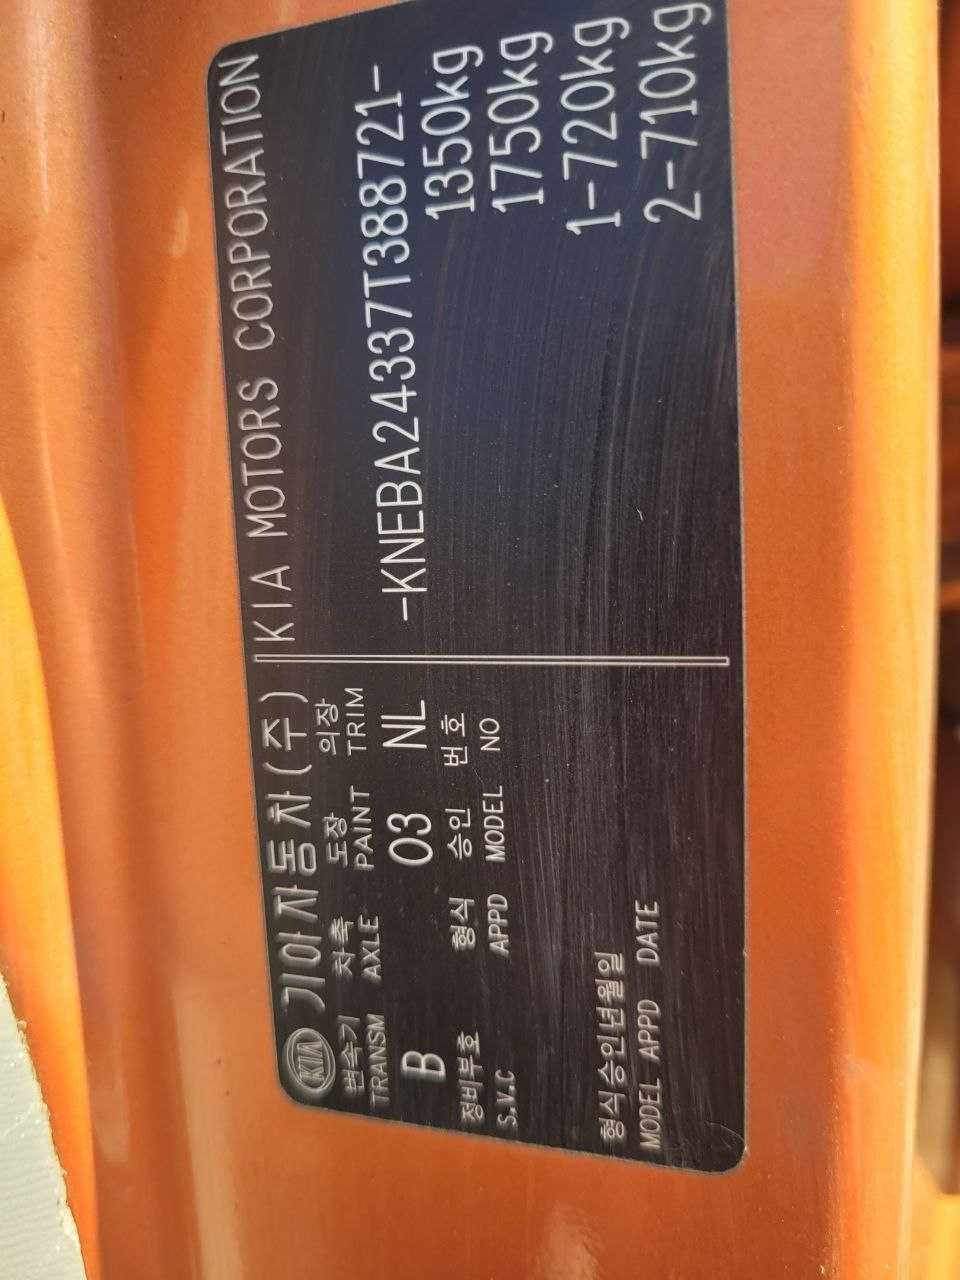 KIA 기아자동차(주) KIA MOTORS CORPORATION
변속기 차축 도장 의장
TRANSM AXLE PAINT TRIM
B 03 NL -KNEBA24337T388721-
정비부호 형식 승인 번호 1350kg
S.V.C APPD MODEL NO
1750kg
형식승인년월일 1-720kg
MODEL APPD DATE 2-710kg